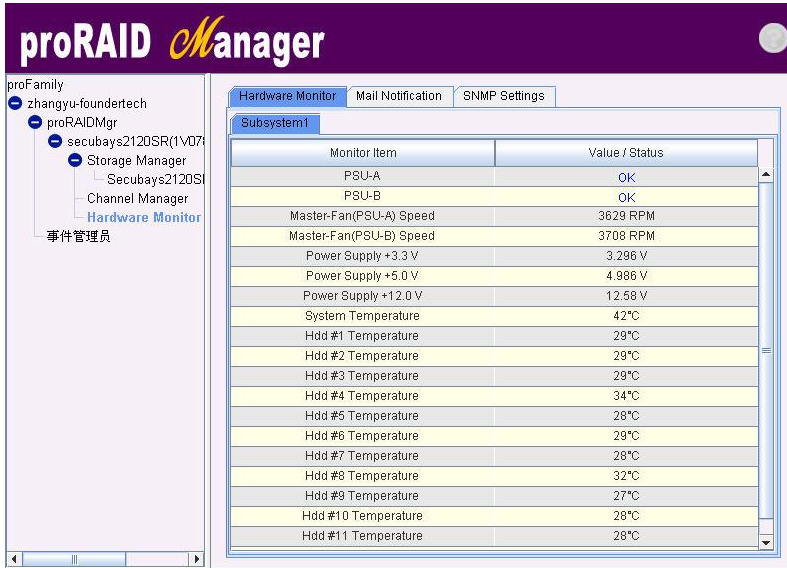 proRAID Manager
?
proFamily
zhangyu-foundertech
proRAIDMgr
secubays2120SR(1V07
Storage Manager
Secubays2120S
Channel Manager
Hardware Monitor
事件管理员
Hardware Monitor Mail Notification SNMP Settings
Subsystem1
Monitor Item Value / Status
PSU-A OK
PSU-B OK
Master-Fan(PSU-A) Speed 3629 RPM
Master-Fan(PSU-B) Speed 3708 RPM
Power Supply +3.3 V 3.296 V
Power Supply +5.0 V 4.986 V
Power Supply +12.0 V 12.58 V
System Temperature 42°C
Hdd #1 Temperature 29°C
Hdd #2 Temperature 29°C
Hdd #3 Temperature 29°C
Hdd #4 Temperature 34°C
Hdd #5 Temperature 28°C
Hdd #6 Temperature 29°C
Hdd #7 Temperature 28°C
Hdd #8 Temperature 32°C
Hdd #9 Temperature 27°C
Hdd #10 Temperature 28°C
Hdd #11 Temperature 28°C